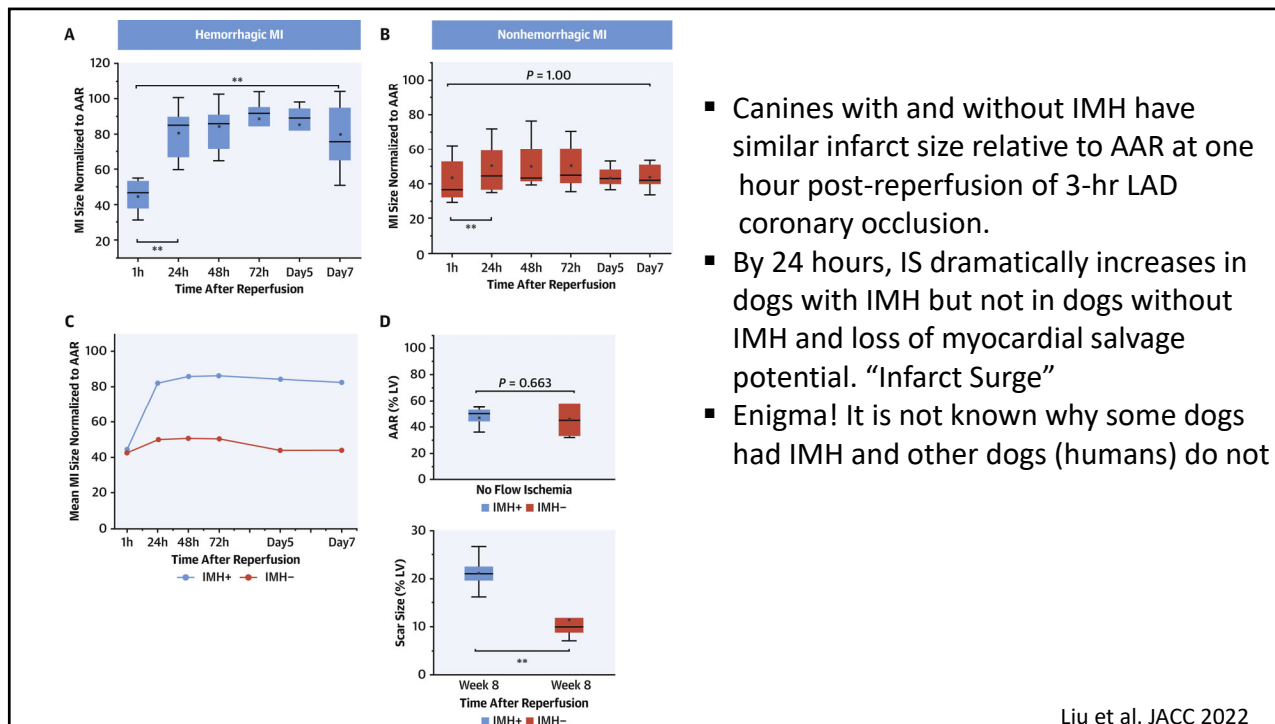 A
Hemorrhagic MI
MI Size Normalized to AAR
120
100
80
60
40
20
**
**
1h 24h 48h 72h Day5 Day7
Time After Reperfusion
B
Nonhemorrhagic MI
MI Size Normalized to AAR
100
80
60
40
20
0
P = 1.00
**
1h 24h 48h 72h Day5 Day7
Time After Reperfusion
C
Mean MI Size Normalized to AAR
100
80
60
40
20
0
1h 24h 48h 72h Day5 Day7
Time After Reperfusion
IMH+ IMH–
D
AAR (% LV)
100
80
60
40
20
0
P = 0.663
No Flow Ischemia
IMH+ IMH–
Scar Size (% LV)
30
20
10
0
**
Week 8 Week 8
Time After Reperfusion
IMH+ IMH–
▪ Canines with and without IMH have
similar infarct size relative to AAR at one
hour post-reperfusion of 3-hr LAD
coronary occlusion.
▪ By 24 hours, IS dramatically increases in
dogs with IMH but not in dogs without
IMH and loss of myocardial salvage
potential. “Infarct Surge”
▪ Enigma! It is not known why some dogs
had IMH and other dogs (humans) do not
Liu et al. JACC 2022